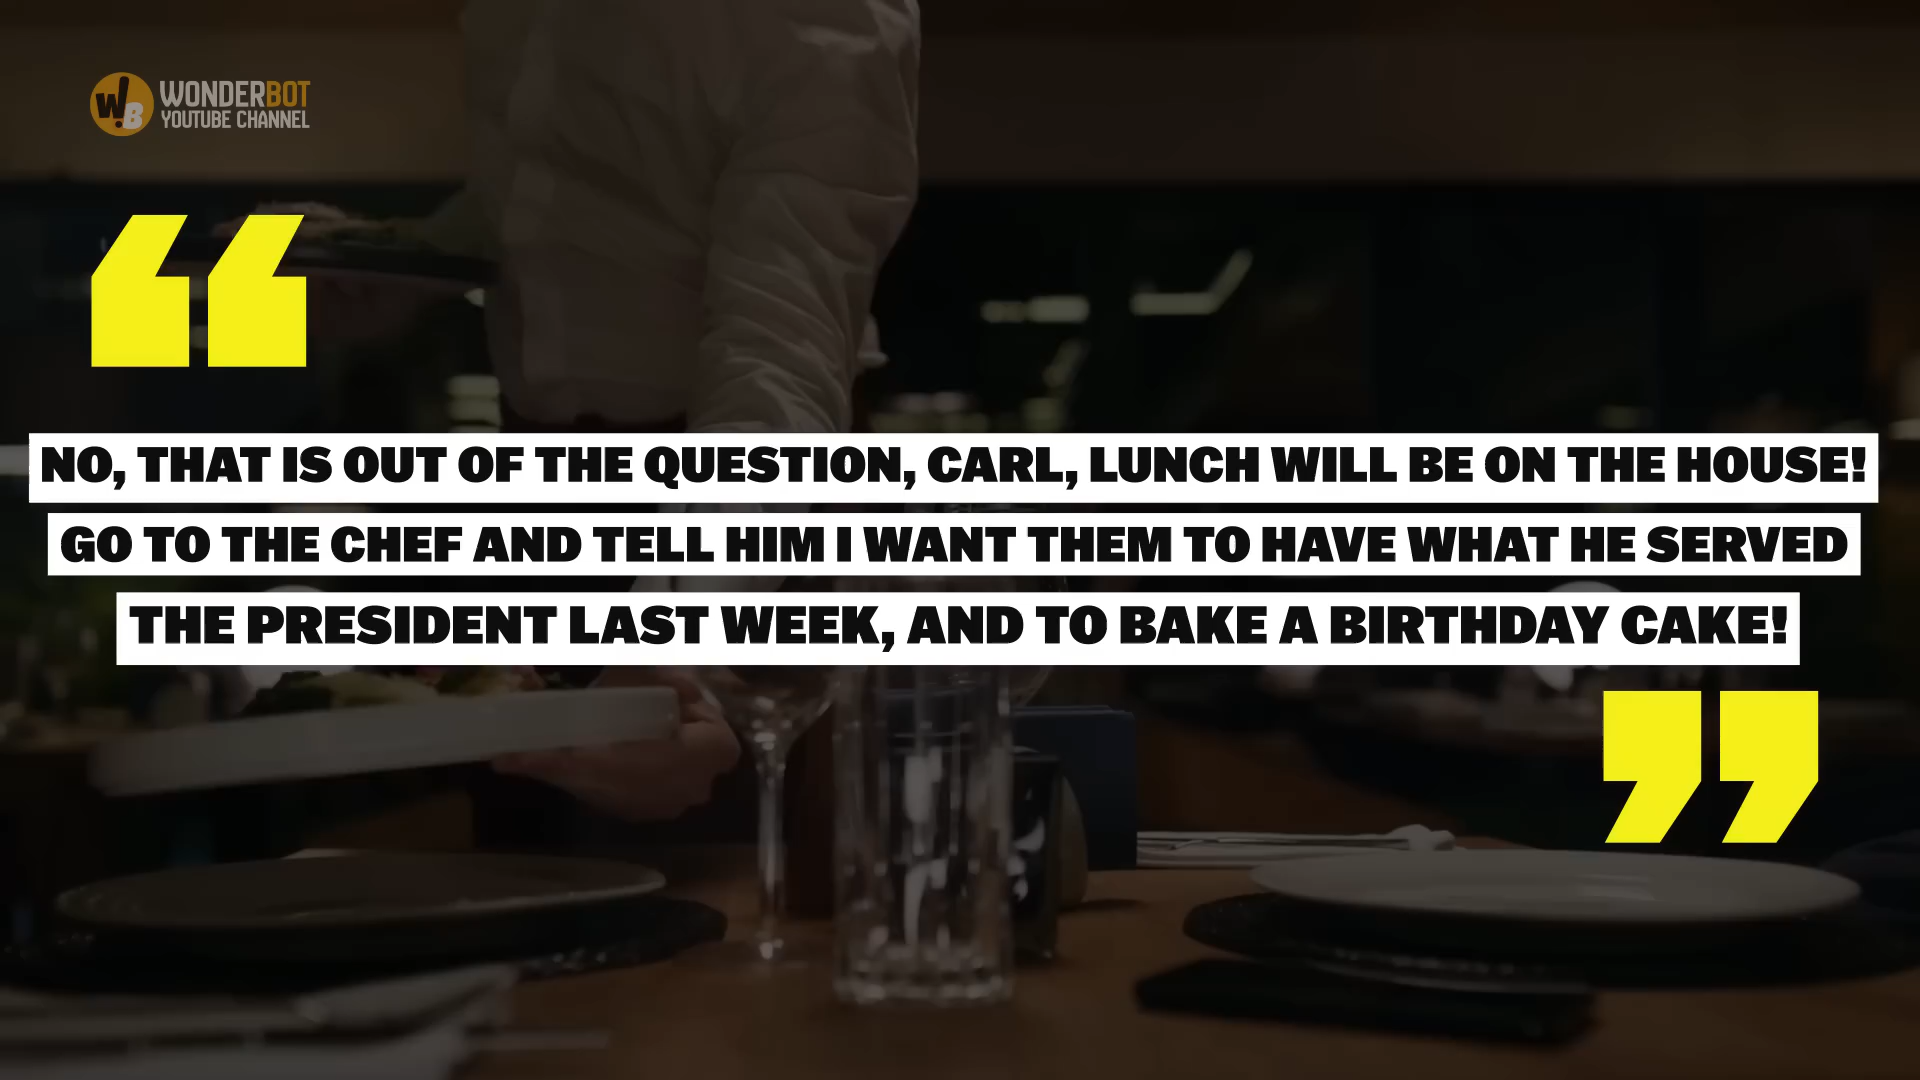 WONDERBOT
YOUTUBE CHANNEL
“
NO, THAT IS OUT OF THE QUESTION, CARL, LUNCH WILL BE ON THE HOUSE!
GO TO THE CHEF AND TELL HIM I WANT THEM TO HAVE WHAT HE SERVED
THE PRESIDENT LAST WEEK, AND TO BAKE A BIRTHDAY CAKE!
”